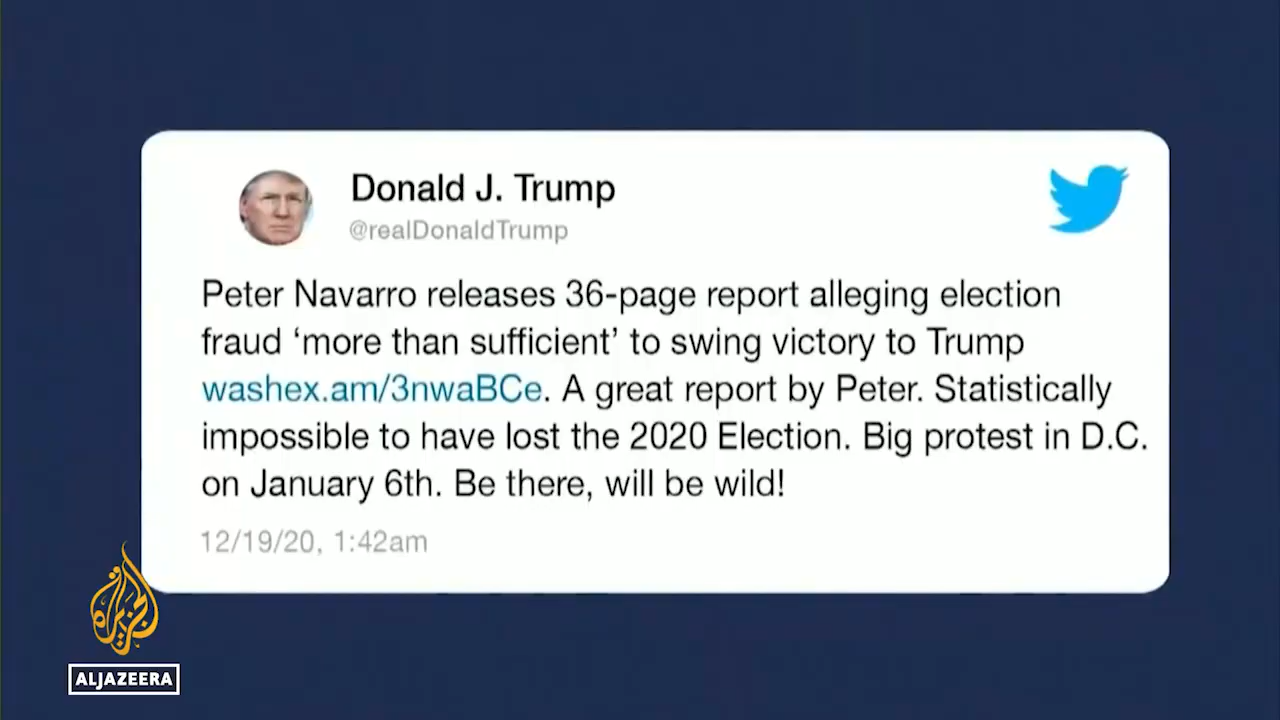 Donald J. Trump
@realDonaldTrump
Peter Navarro releases 36-page report alleging election
fraud ‘more than sufficient’ to swing victory to Trump
washex.am/3nwaBCe. A great report by Peter. Statistically
impossible to have lost the 2020 Election. Big protest in D.C.
on January 6th. Be there, will be wild!
12/19/20, 1:42am
الجزيرة
ALJAZEERA